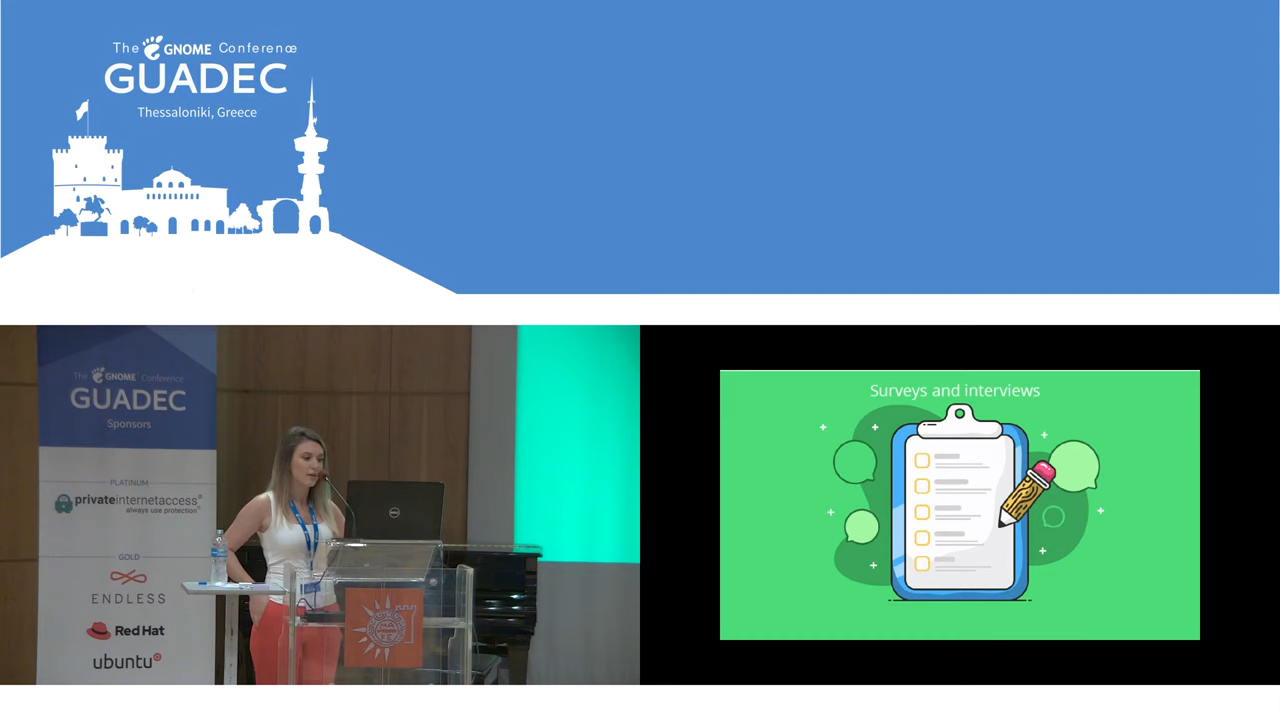 The GNOME Conference
GUADEC
Thessaloniki, Greece
The GNOME Conference
GUADEC
Sponsors
PLATINUM
privateinternetaccess®
always use protection®
GOLD
ENDLESS
Red Hat
ubuntu®
DELL
Surveys and interviews